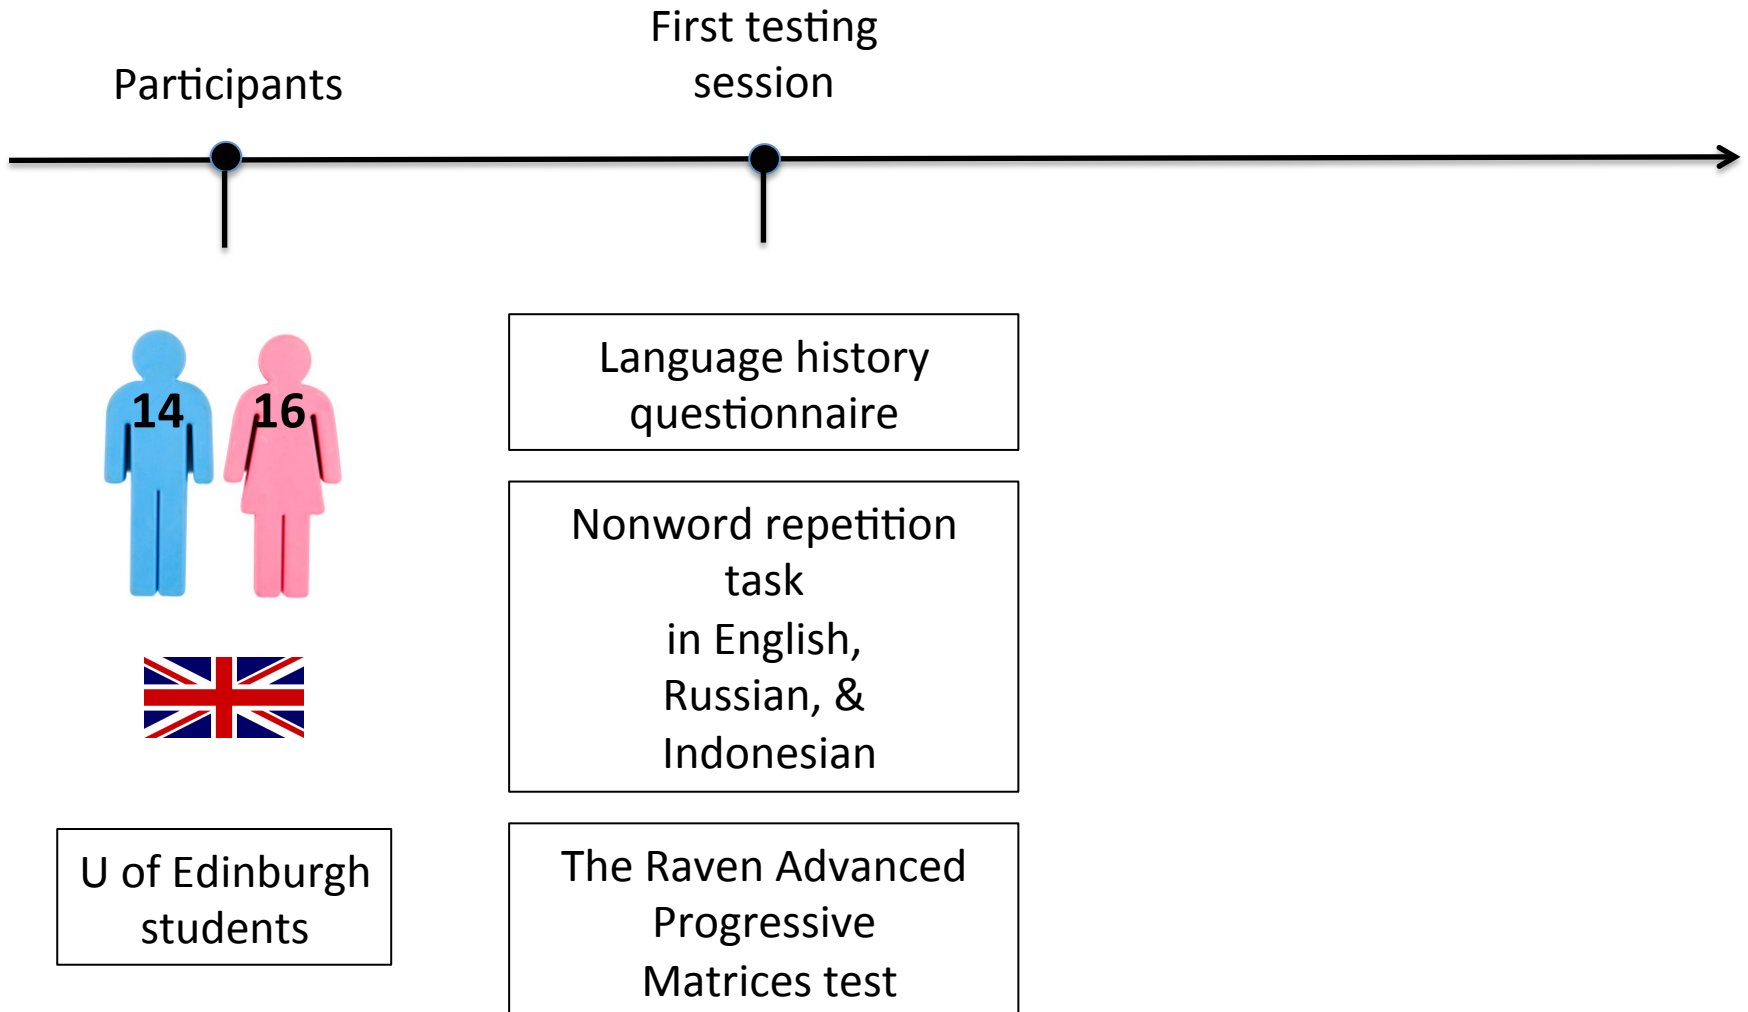 Participants
First testing
session
14
16
U of Edinburgh
students
Language history
questionnaire
Nonword repetition
task
in English,
Russian, &
Indonesian
The Raven Advanced
Progressive
Matrices test